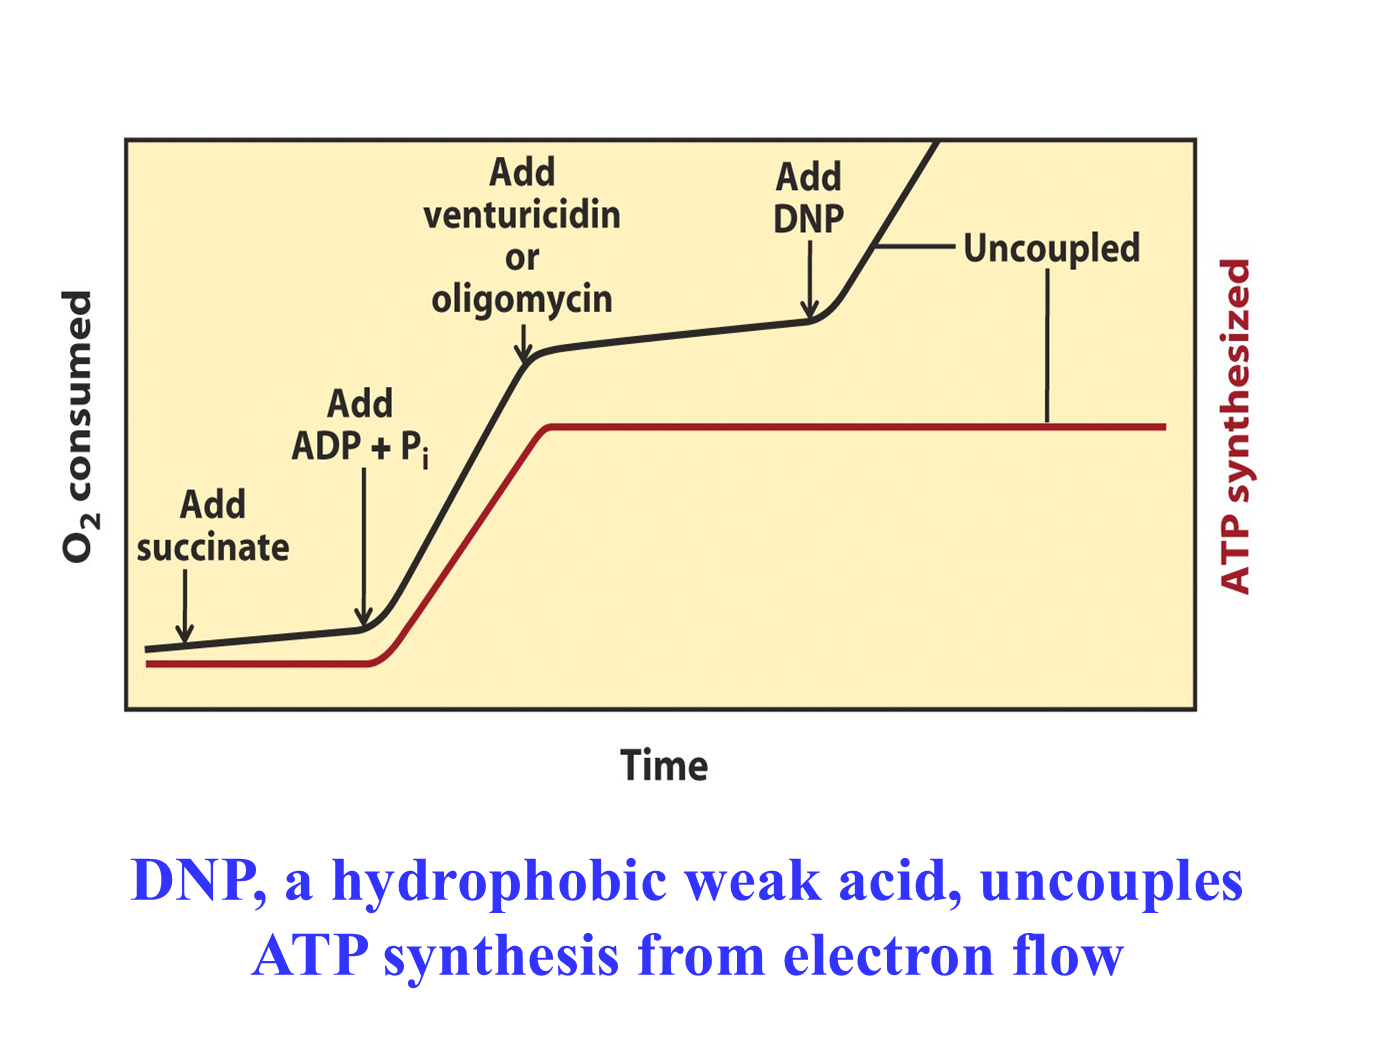 Add
venturicidin
or
oligomycin
Add
DNP
Uncoupled
Add
ADP + Pᵢ
Add
succinate
O₂ consumed
ATP synthesized
Time
DNP, a hydrophobic weak acid, uncouples
ATP synthesis from electron flow